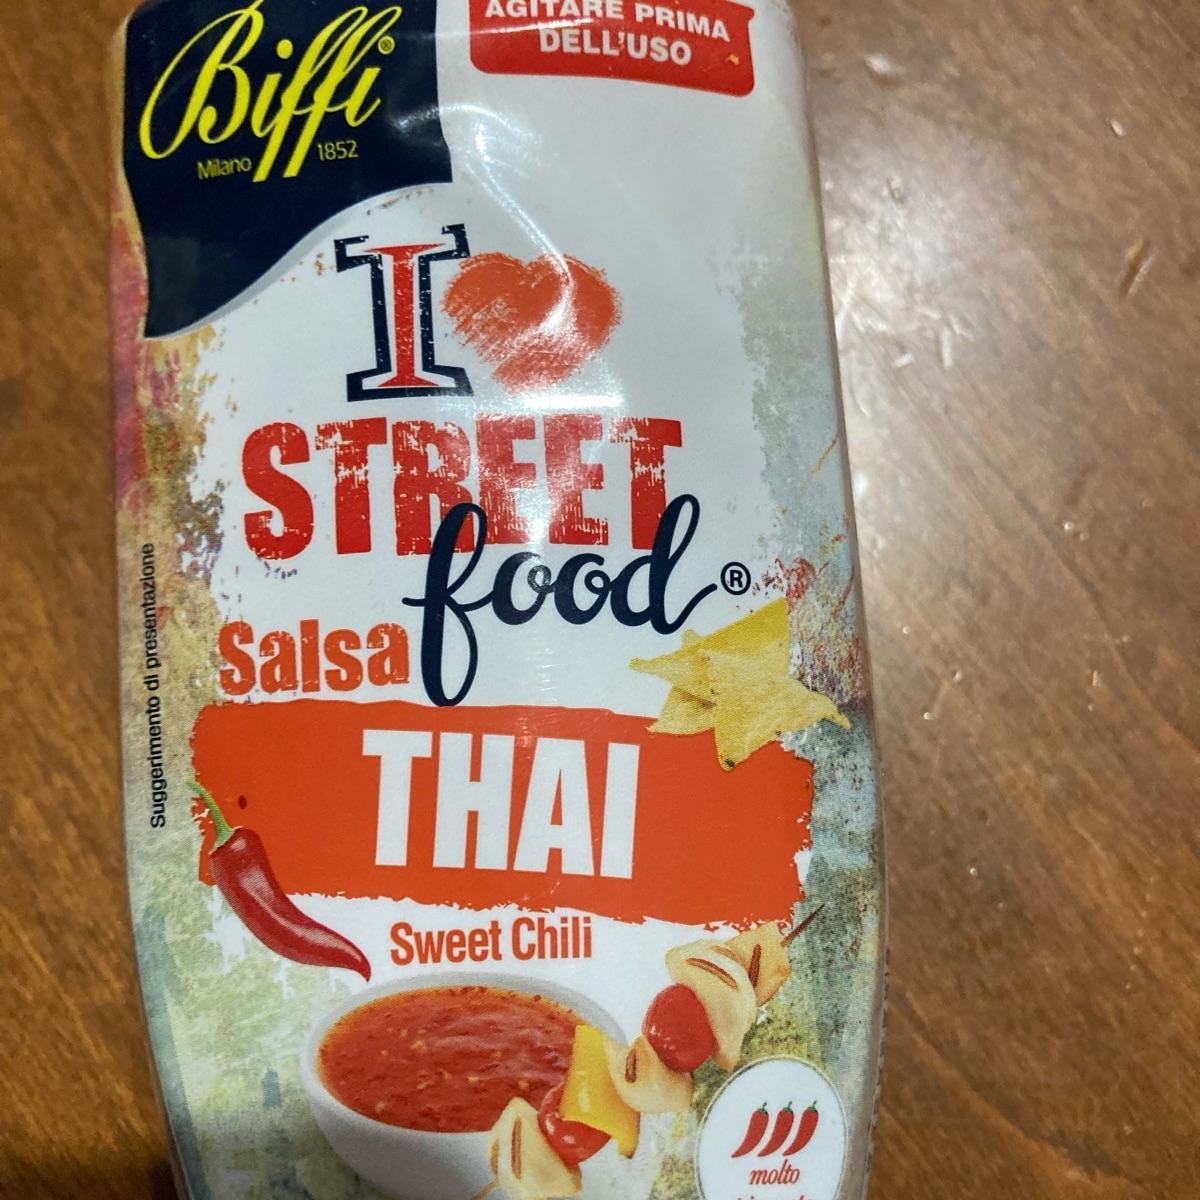 AGITARE PRIMA
DELL'USO
Biffi®
Milano 1852
I
STREET
food®
Salsa
THAI
Sweet Chili
Suggerimento di presentazione
molto